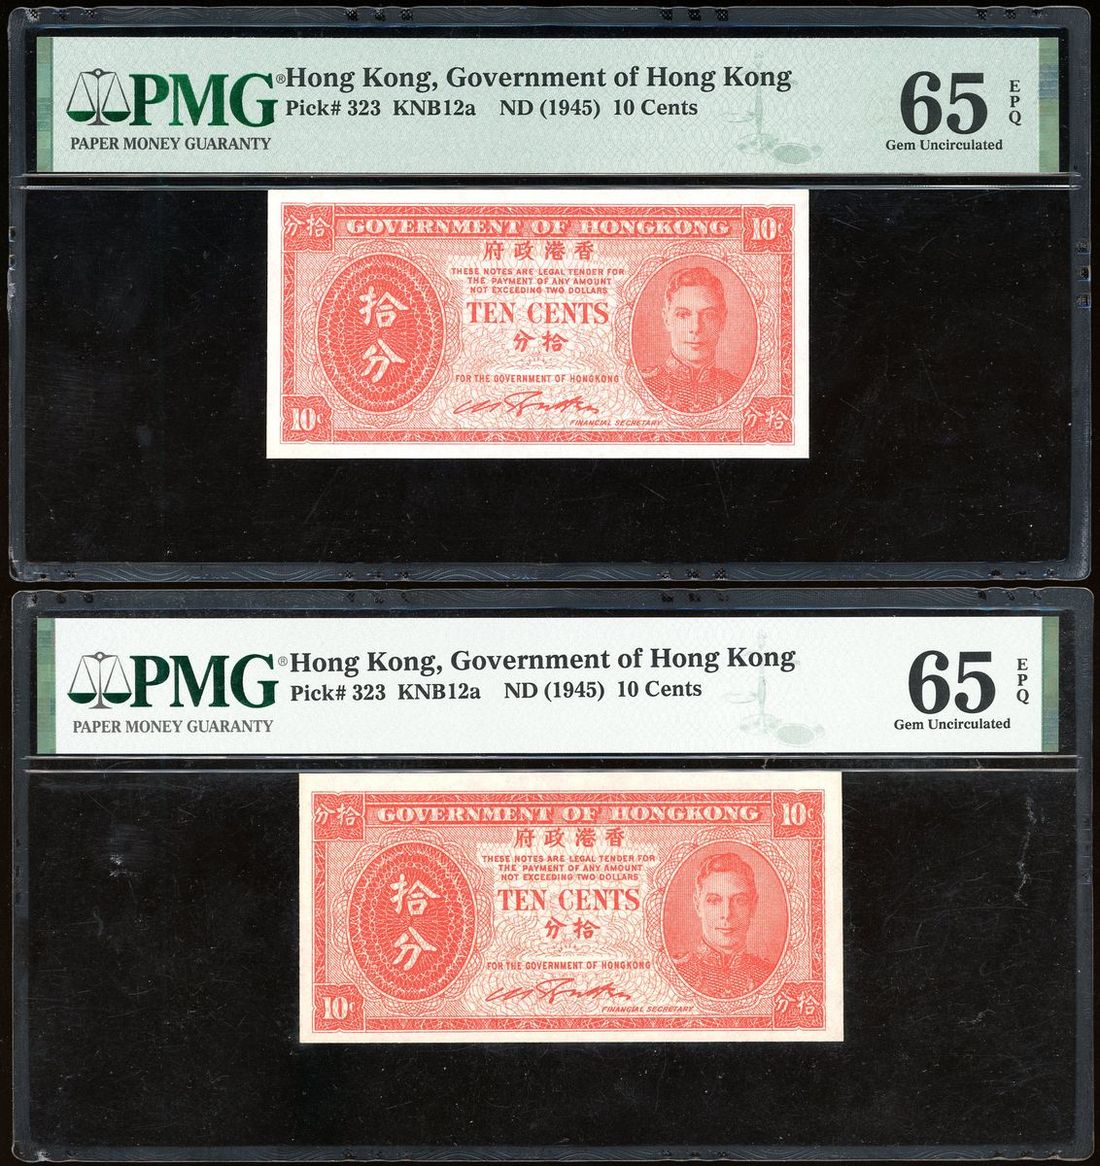 PMG®
PAPER MONEY GUARANTY
Hong Kong, Government of Hong Kong
Pick# 323 KNB12a ND (1945) 10 Cents
65 EPQ
Gem Uncirculated
分拾
GOVERNMENT OF HONGKONG
10¢
府政港香
THESE NOTES ARE LEGAL TENDER FOR
THE PAYMENT OF ANY AMOUNT
NOT EXCEEDING TWO DOLLARS
TEN CENTS
分拾
拾
分
FOR THE GOVERNMENT OF HONGKONG
FINANCIAL SECRETARY
10¢
分拾
PMG®
PAPER MONEY GUARANTY
Hong Kong, Government of Hong Kong
Pick# 323 KNB12a ND (1945) 10 Cents
65 EPQ
Gem Uncirculated
分拾
GOVERNMENT OF HONGKONG
10¢
府政港香
THESE NOTES ARE LEGAL TENDER FOR
THE PAYMENT OF ANY AMOUNT
NOT EXCEEDING TWO DOLLARS
TEN CENTS
分拾
拾
分
FOR THE GOVERNMENT OF HONGKONG
FINANCIAL SECRETARY
10¢
分拾